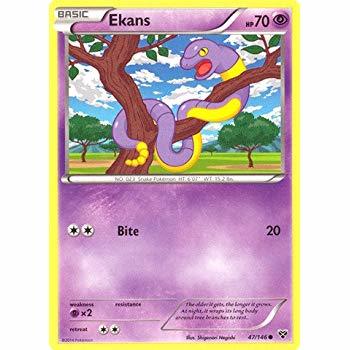 BASIC
Ekans
HP70
NO. 023 Snake Pokémon HT: 6'07" WT: 15.2 lbs.
Bite 20
weakness
resistance
×2
The older it gets, the longer it grows.
At night, it wraps its long body
around tree branches to rest.
retreat
Illus. Shigenori Negishi
47/146
©2014 Pokémon
XY